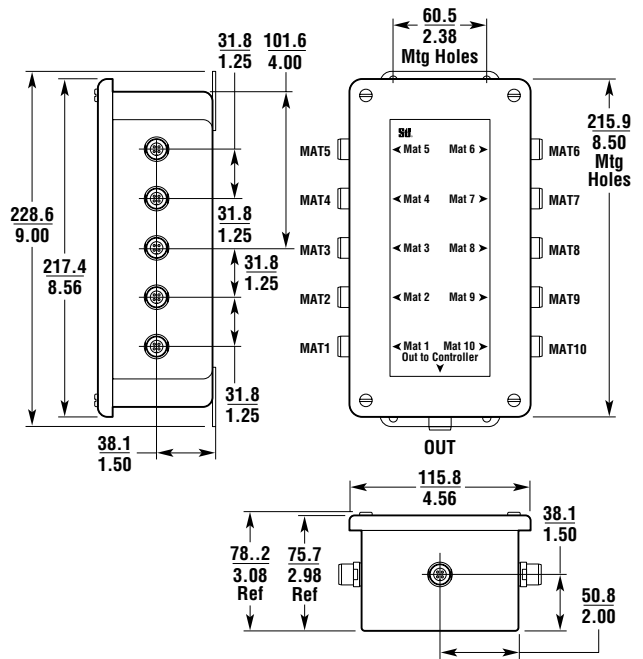 60.5
2.38
Mtg Holes
31.8
1.25
101.6
4.00
215.9
8.50
Mtg
Holes
MAT5
Mat 5 Mat 6
MAT6
MAT4
Mat 4 Mat 7
MAT7
228.6
9.00
31.8
1.25
MAT3
Mat 3 Mat 8
MAT8
217.4
8.56
31.8
1.25
MAT2
Mat 2 Mat 9
MAT9
MAT1
Mat 1 Mat 10
MAT10
Out to Controller
31.8
1.25
38.1
1.50
OUT
115.8
4.56
38.1
1.50
78..2
3.08
Ref
75.7
2.98
Ref
50.8
2.00